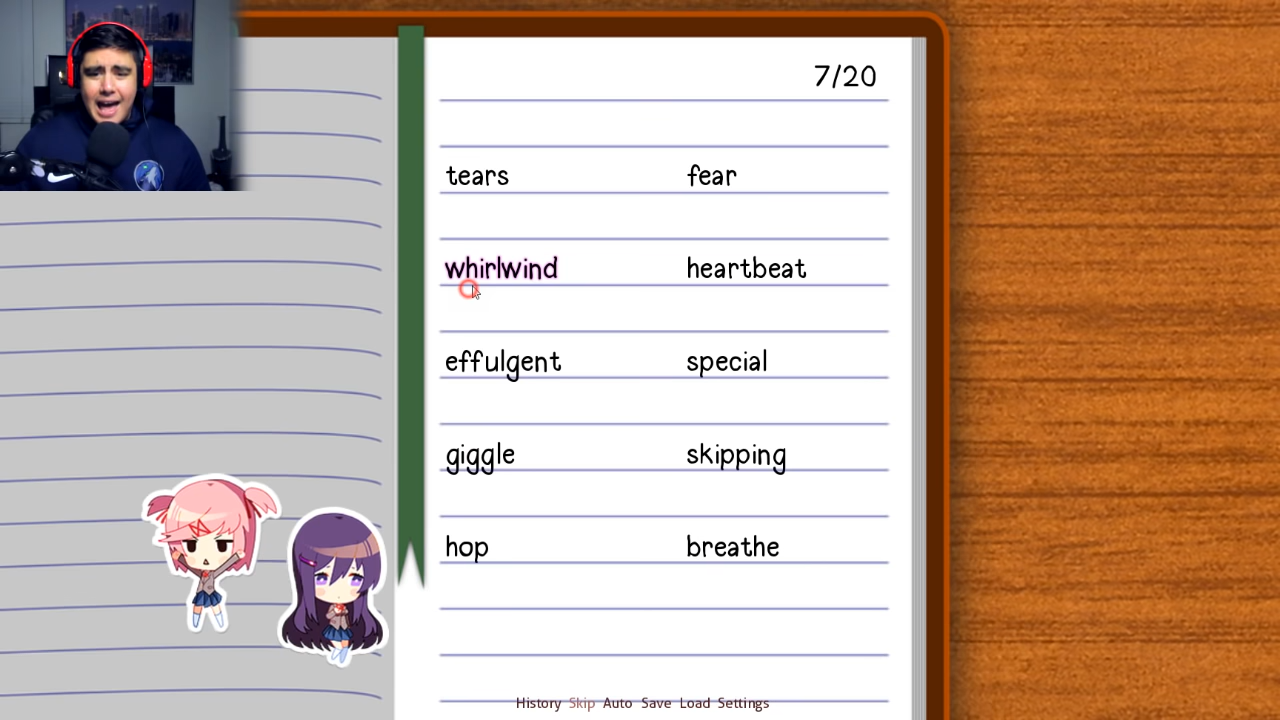 7/20
tears fear
whirlwind heartbeat
effulgent special
giggle skipping
hop breathe
History Skip Auto Save Load Settings